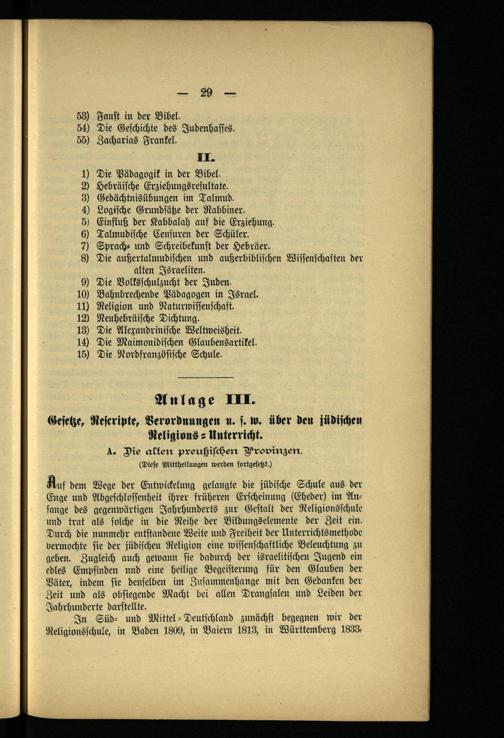 — 29 —
53) Faust in der Bibel.
54) Die Geschichte des Judenhasses.
55) Zacharias Frankel.
II.
1) Die Pädagogik in der Bibel.
2) Hebräische Erziehungsresultate.
3) Gedächtnisübungen im Talmud.
4) Logische Grundsätze der Rabbiner.
5) Einfluß der Kabbalah auf die Erziehung.
6) Talmudische Censuren der Schüler.
7) Sprach- und Schreibekunst der Hebräer.
8) Die außertalmudischen und außerbiblischen Wissenschaften der
alten Israeliten.
9) Die Volksschulzucht der Juden.
10) Bahnbrechende Pädagogen in Israel.
11) Religion und Naturwissenschaft.
12) Neuhebräische Dichtung.
13) Die Alexandrinische Weltweisheit.
14) Die Maimonidischen Glaubensartikel.
15) Die Nordfranzösische Schule.
Anlage III.
Gesetze, Rescripte, Verordnungen u. s. w. über den jüdischen
Religions-Unterricht.
A. Die alten preußischen Provinzen.
(Diese Mittheilungen werden fortgesetzt.)
Auf dem Wege der Entwickelung gelangte die jüdische Schule aus der
Enge und Abgeschlossenheit ihrer früheren Erscheinung (Cheder) im An-
fange des gegenwärtigen Jahrhunderts zur Gestalt der Religionsschule
und trat als solche in die Reihe der Bildungselemente der Zeit ein.
Durch die nunmehr entstandene Weite und Freiheit der Unterrichtsmethode
vermochte sie der jüdischen Religion eine wissenschaftliche Beleuchtung zu
geben. Zugleich auch gewann sie dadurch der israelitischen Jugend ein
edles Empfinden und eine heilige Begeisterung für den Glauben der
Väter, indem sie denselben im Zusammenhange mit den Gedanken der
Zeit und als obsiegende Macht bei allen Drangsalen und Leiden der
Jahrhunderte darstellte.
In Süd- und Mittel-Deutschland zunächst begegnen wir der
Religionsschule, in Baden 1809, in Baiern 1813, in Württemberg 1833.